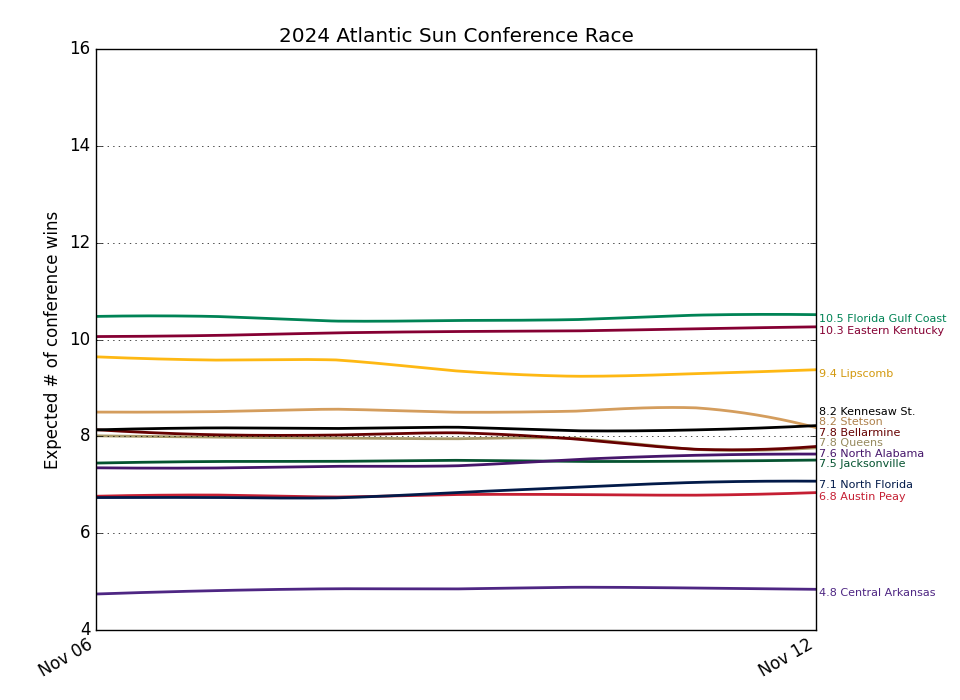 2024 Atlantic Sun Conference Race
Expected # of conference wins
16
14
12
10
8
6
4
Nov 06
Nov 12
10.5 Florida Gulf Coast
10.3 Eastern Kentucky
9.4 Lipscomb
8.2 Kennesaw St.
8.2 Stetson
7.8 Bellarmine
7.8 Queens
7.6 North Alabama
7.5 Jacksonville
7.1 North Florida
6.8 Austin Peay
4.8 Central Arkansas